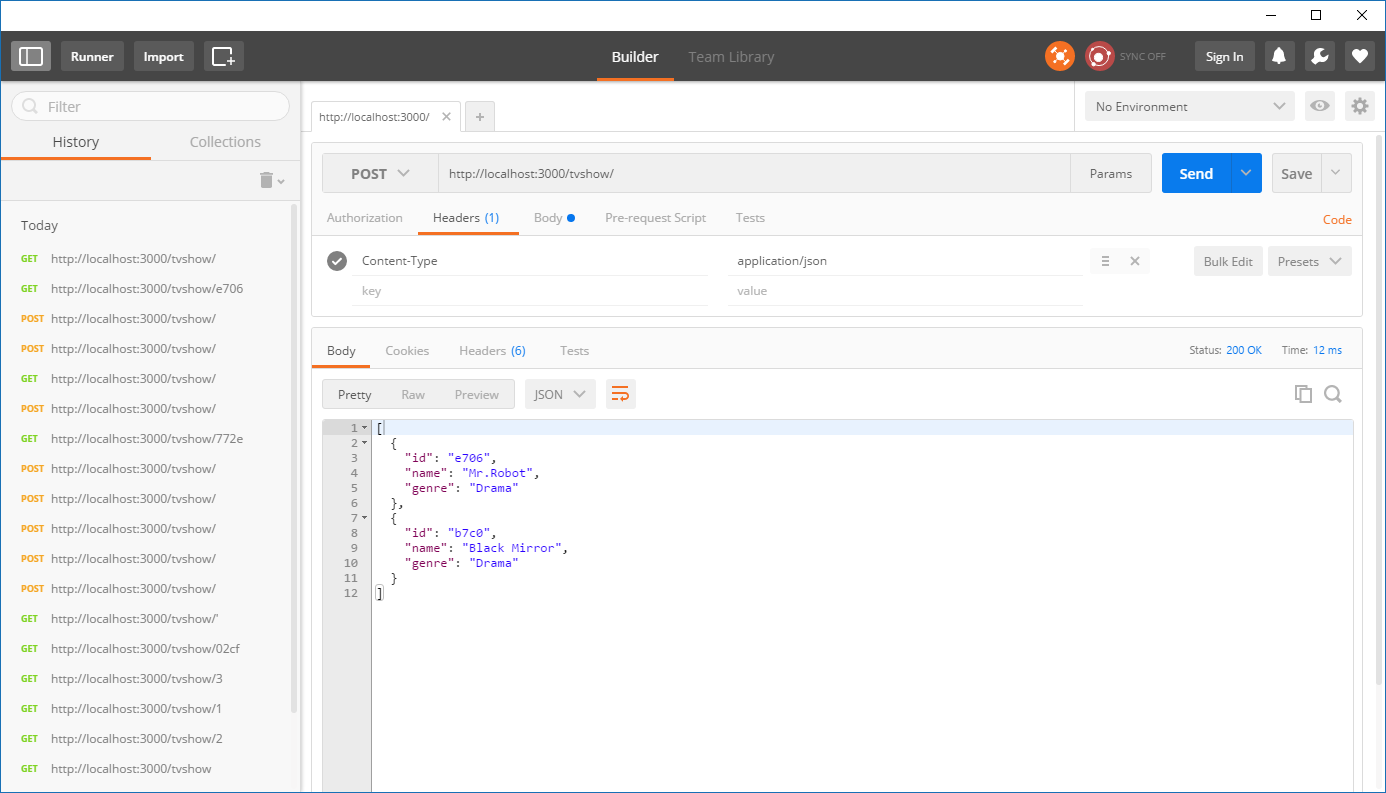 Runner Import Builder Team Library SYNC OFF Sign In
Filter
History Collections
Today
GET http://localhost:3000/tvshow/
GET http://localhost:3000/tvshow/e706
POST http://localhost:3000/tvshow/
POST http://localhost:3000/tvshow/
GET http://localhost:3000/tvshow/
POST http://localhost:3000/tvshow/
GET http://localhost:3000/tvshow/772e
POST http://localhost:3000/tvshow/
POST http://localhost:3000/tvshow/
POST http://localhost:3000/tvshow/
POST http://localhost:3000/tvshow/
POST http://localhost:3000/tvshow/
GET http://localhost:3000/tvshow/"
GET http://localhost:3000/tvshow/02cf
GET http://localhost:3000/tvshow/3
GET http://localhost:3000/tvshow/1
GET http://localhost:3000/tvshow/2
GET http://localhost:3000/tvshow
http://localhost:3000/ No Environment
POST http://localhost:3000/tvshow/ Params Send Save
Authorization Headers (1) Body Pre-request Script Tests Code
Content-Type application/json Bulk Edit Presets
key value
Body Cookies Headers (6) Tests Status: 200 OK Time: 12 ms
Pretty Raw Preview JSON
1 [
2 {
3 "id": "e706",
4 "name": "Mr.Robot",
5 "genre": "Drama"
6 },
7 {
8 "id": "b7c0",
9 "name": "Black Mirror",
10 "genre": "Drama"
11 }
12 ]